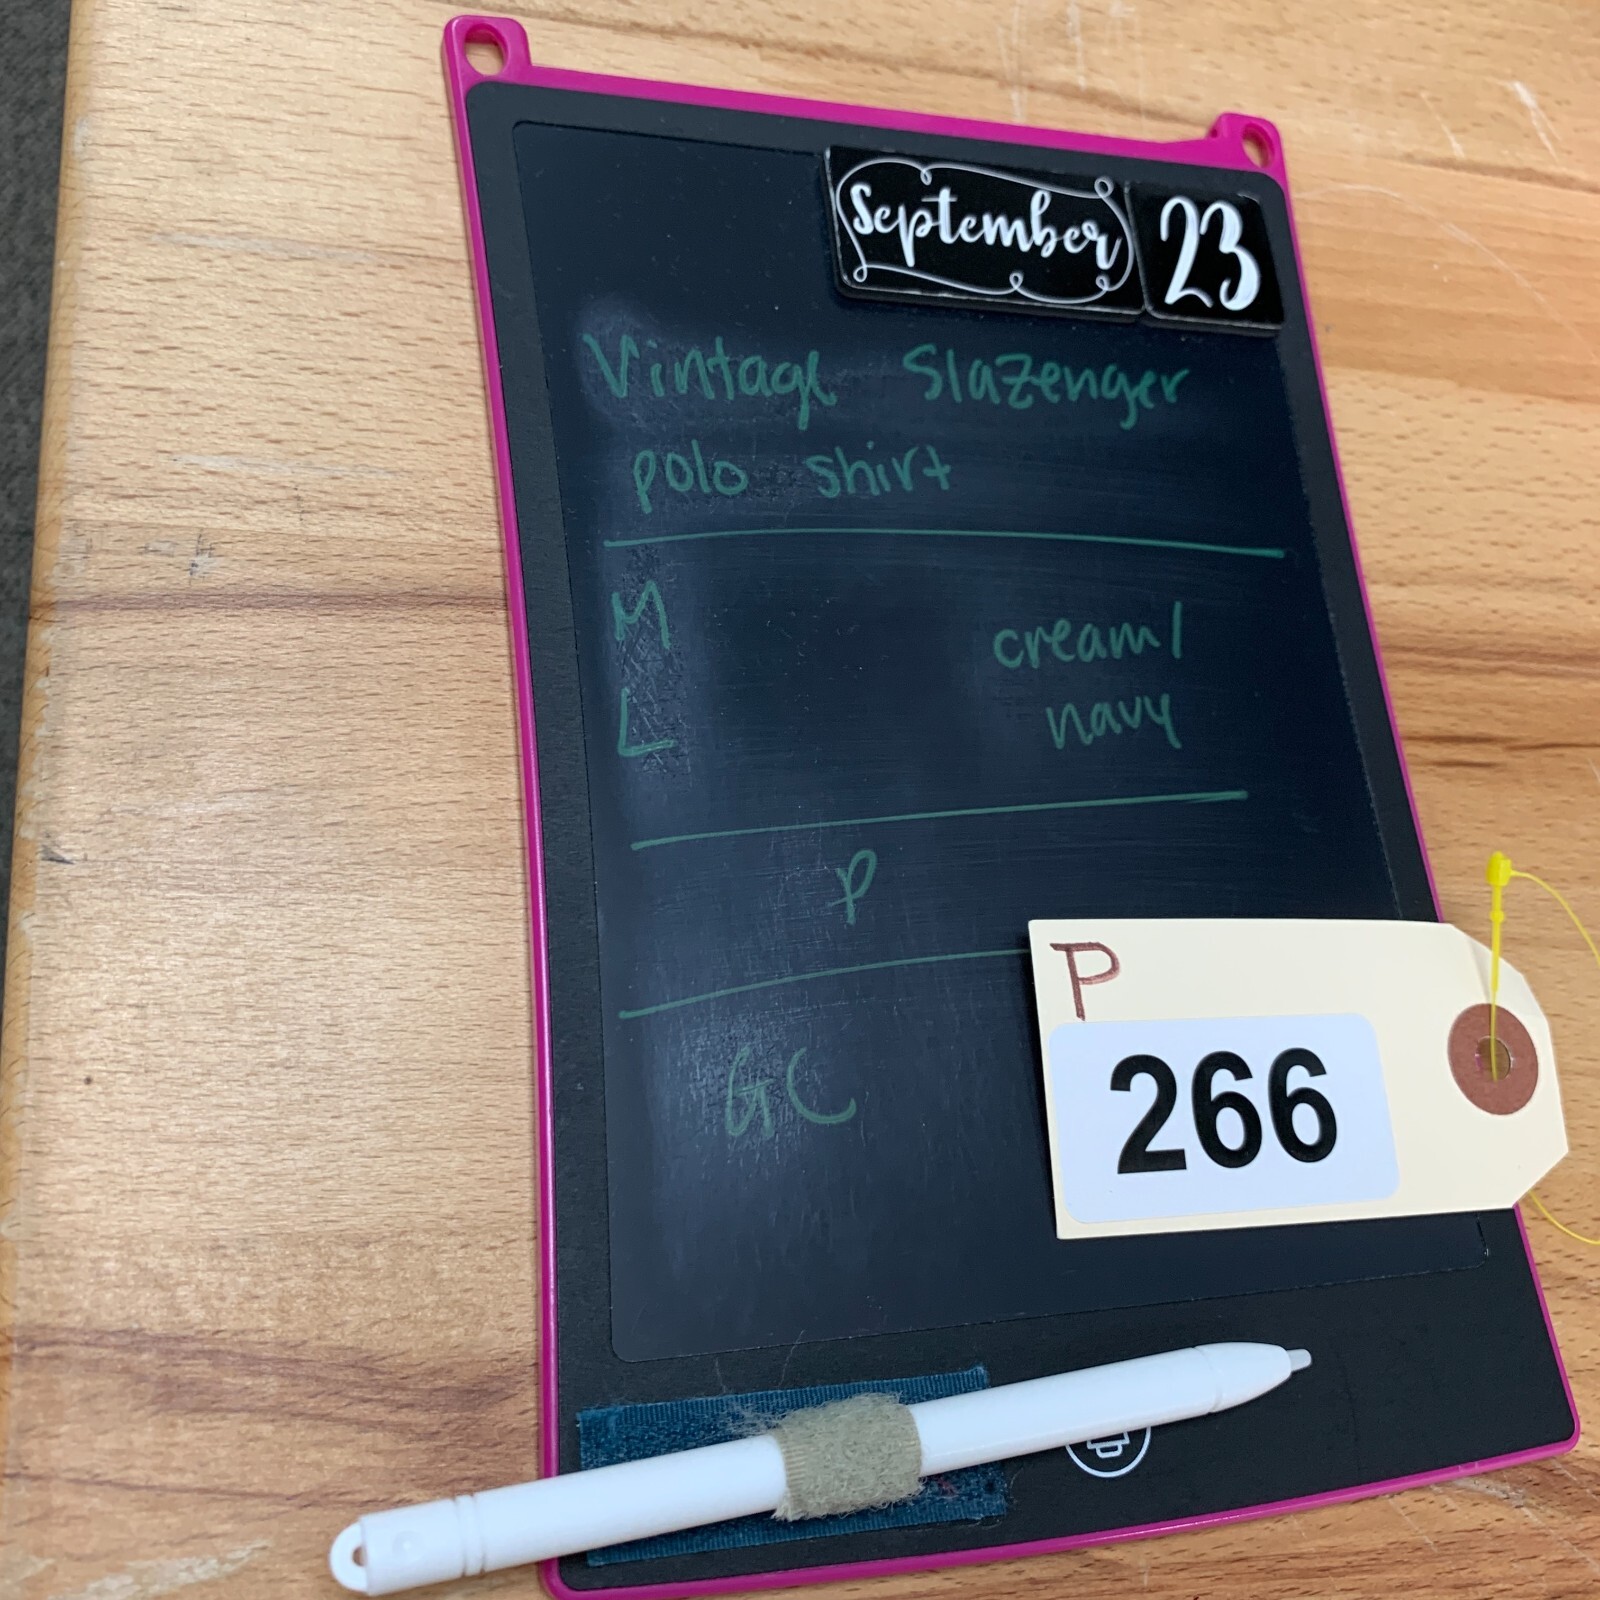 September 23
Vintage Slazenger
polo shirt
M
cream/
L
navy
P
P
266
GC